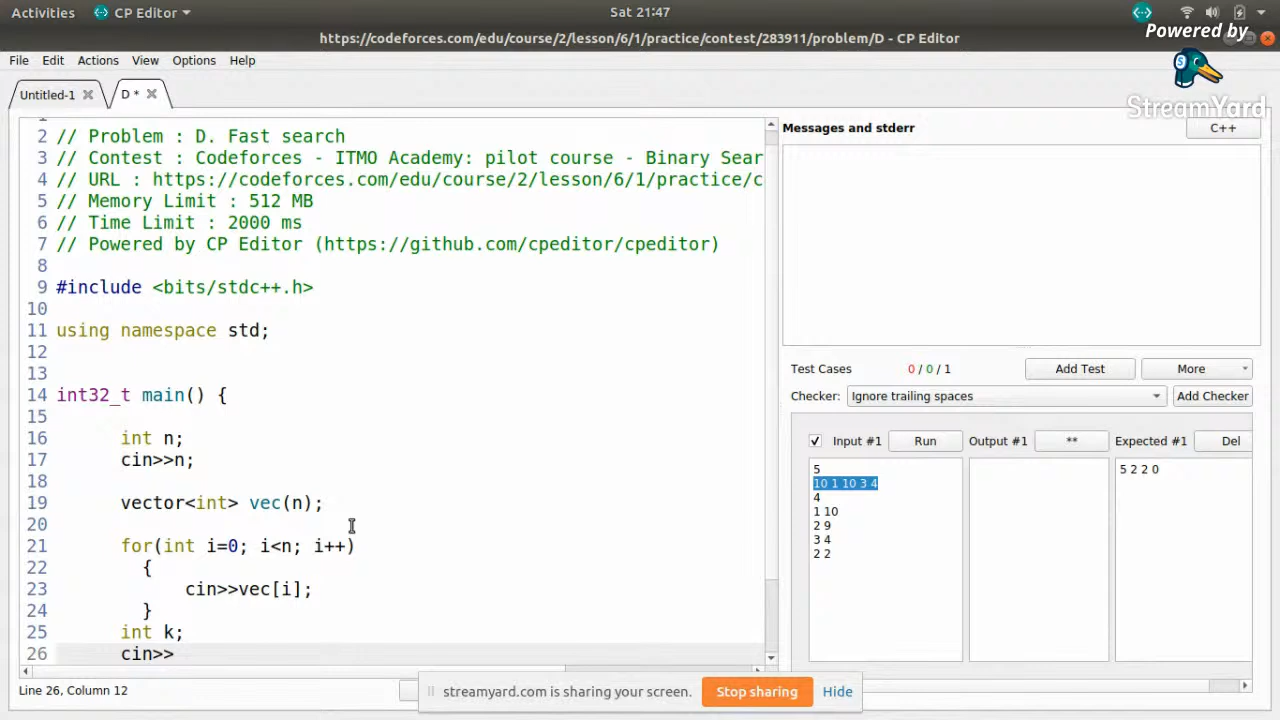 Activities CP Editor Sat 21:47
https://codeforces.com/edu/course/2/lesson/6/1/practice/contest/283911/problem/D - CP Editor
Powered by
StreamYard
File Edit Actions View Options Help
Untitled-1 D *
2 // Problem : D. Fast search
3 // Contest : Codeforces - ITMO Academy: pilot course - Binary Sear
4 // URL : https://codeforces.com/edu/course/2/lesson/6/1/practice/c
5 // Memory Limit : 512 MB
6 // Time Limit : 2000 ms
7 // Powered by CP Editor (https://github.com/cpeditor/cpeditor)
8
9 #include <bits/stdc++.h>
10
11 using namespace std;
12
13
14 int32_t main() {
15
16 int n;
17 cin>>n;
18
19 vector<int> vec(n);
20
21 for(int i=0; i<n; i++)
22 {
23 cin>>vec[i];
24 }
25 int k;
26 cin>>
Line 26, Column 12
Messages and stderr C++
Test Cases 0 / 0 / 1 Add Test More
Checker: Ignore trailing spaces Add Checker
Input #1 Run Output #1 ** Expected #1 Del
5
10 1 10 3 4
4
1 10
2 9
3 4
2 2
5 2 2 0
streamyard.com is sharing your screen. Stop sharing Hide